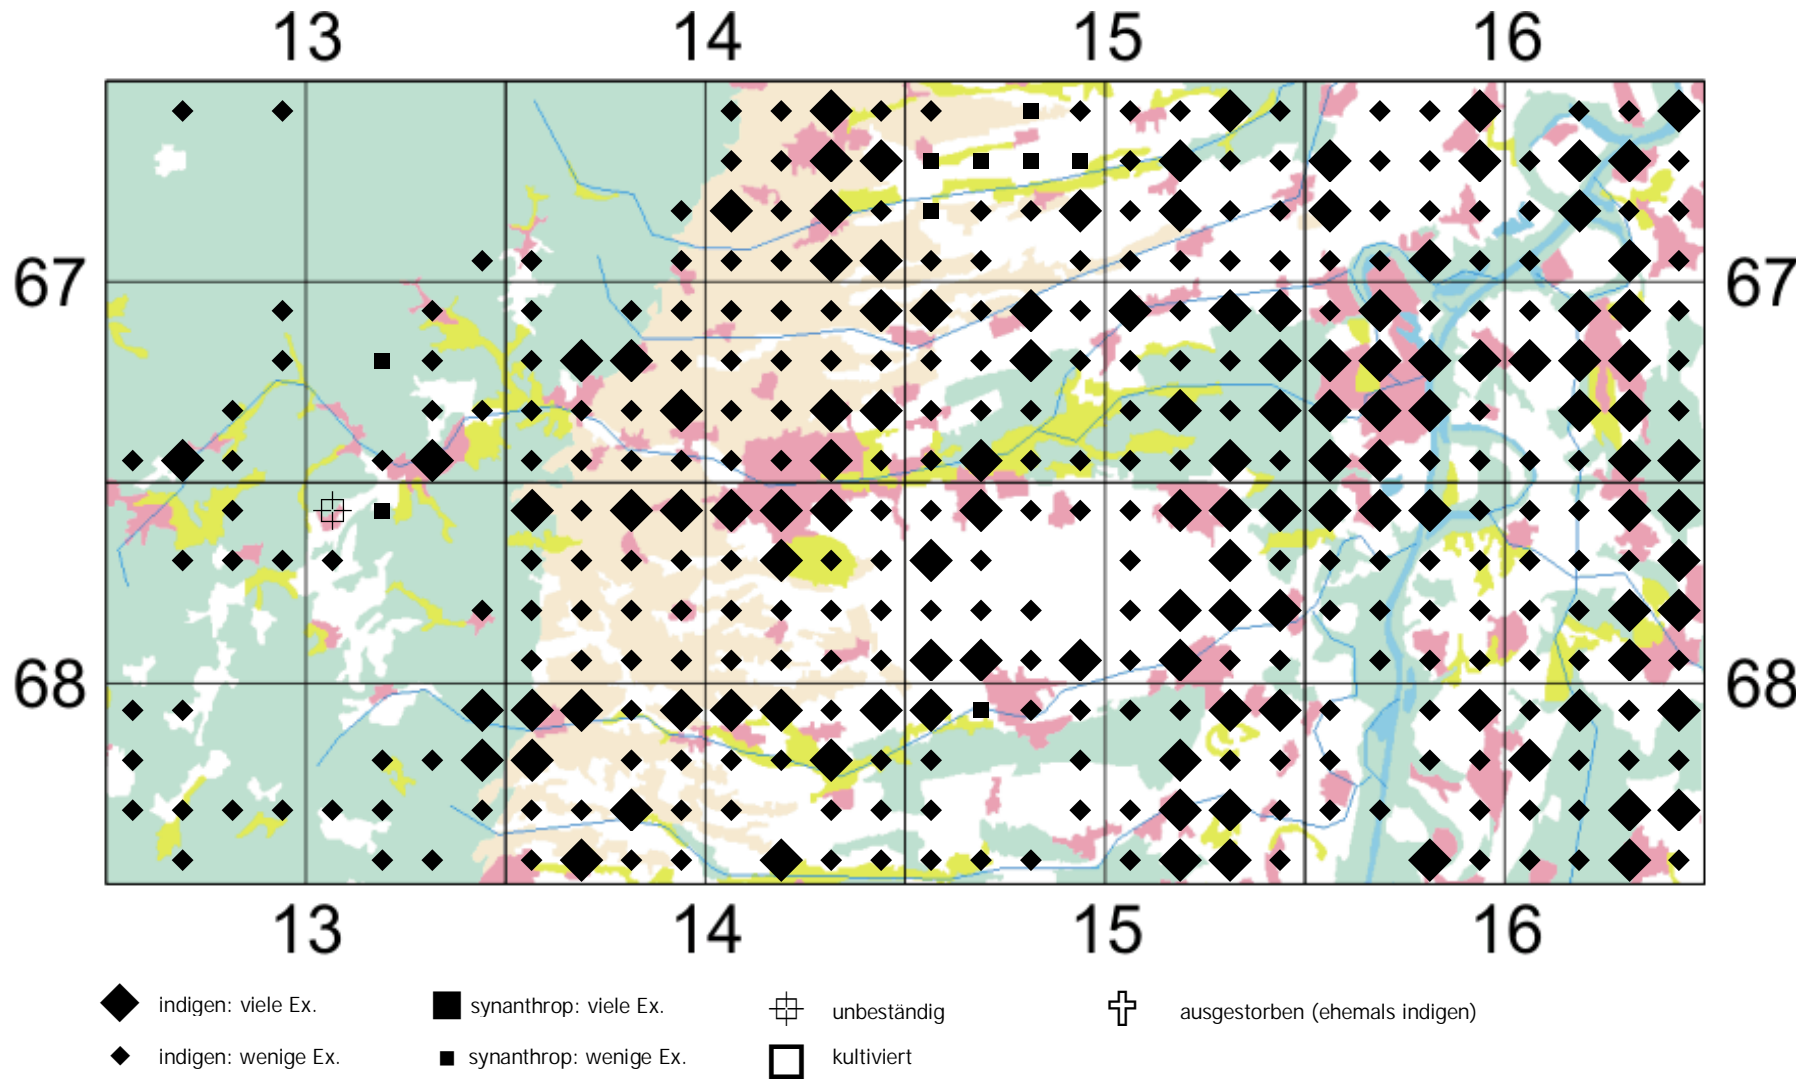 13 14 15 16
67 67
68 68
13 14 15 16
indigen: viele Ex. synanthrop: viele Ex. unbeständig ausgestorben (ehemals indigen)
indigen: wenige Ex. synanthrop: wenige Ex. kultiviert